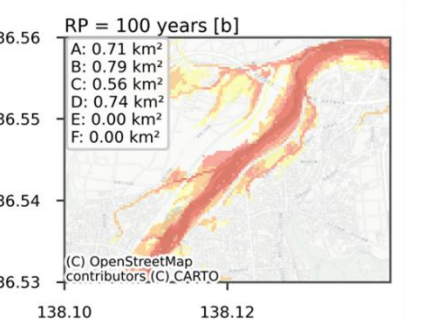 RP = 100 years [b]
36.56
A: 0.71 km²
B: 0.79 km²
C: 0.56 km²
D: 0.74 km²
E: 0.00 km²
F: 0.00 km²
36.55
36.54
(C) OpenStreetMap
contributors (C) CARTO
36.53
138.10 138.12